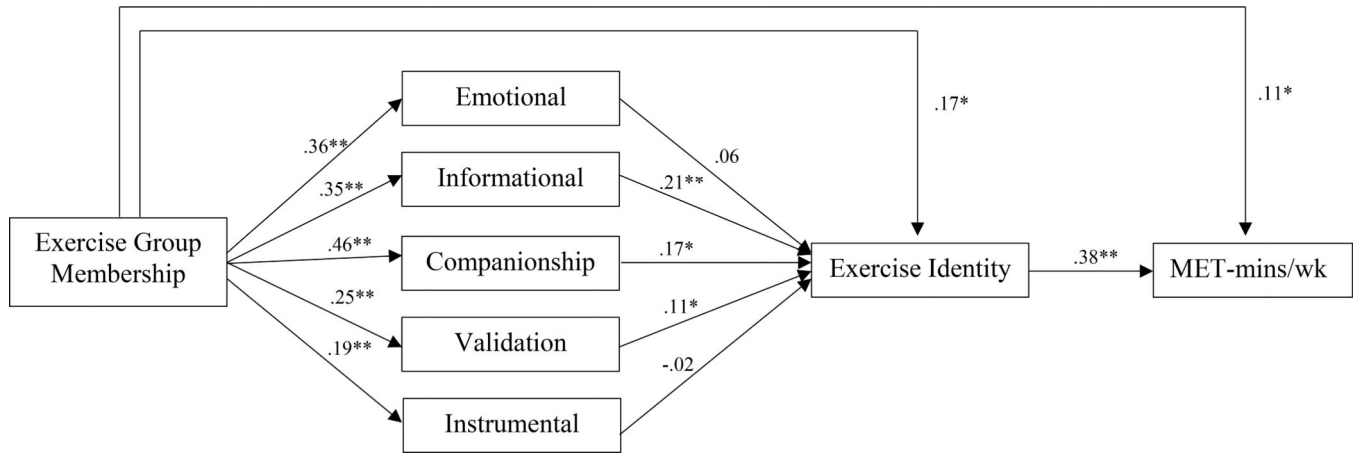 Emotional
.17*
.11*
.36**
.06
Informational
.35**
.21**
Exercise Group
Membership
.46**
Companionship
.17*
Exercise Identity
.38**
MET-mins/wk
.25**
.11*
Validation
.19**
-.02
Instrumental